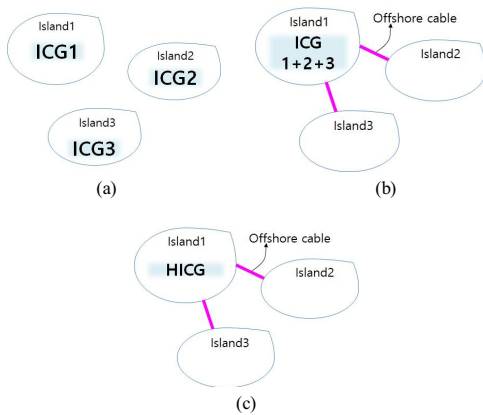 Island1
ICG1
Island2
ICG2
Island3
ICG3
(a)
Island1
ICG
1+2+3
Offshore cable
Island2
Island3
(b)
Island1
HICG
Offshore cable
Island2
Island3
(c)